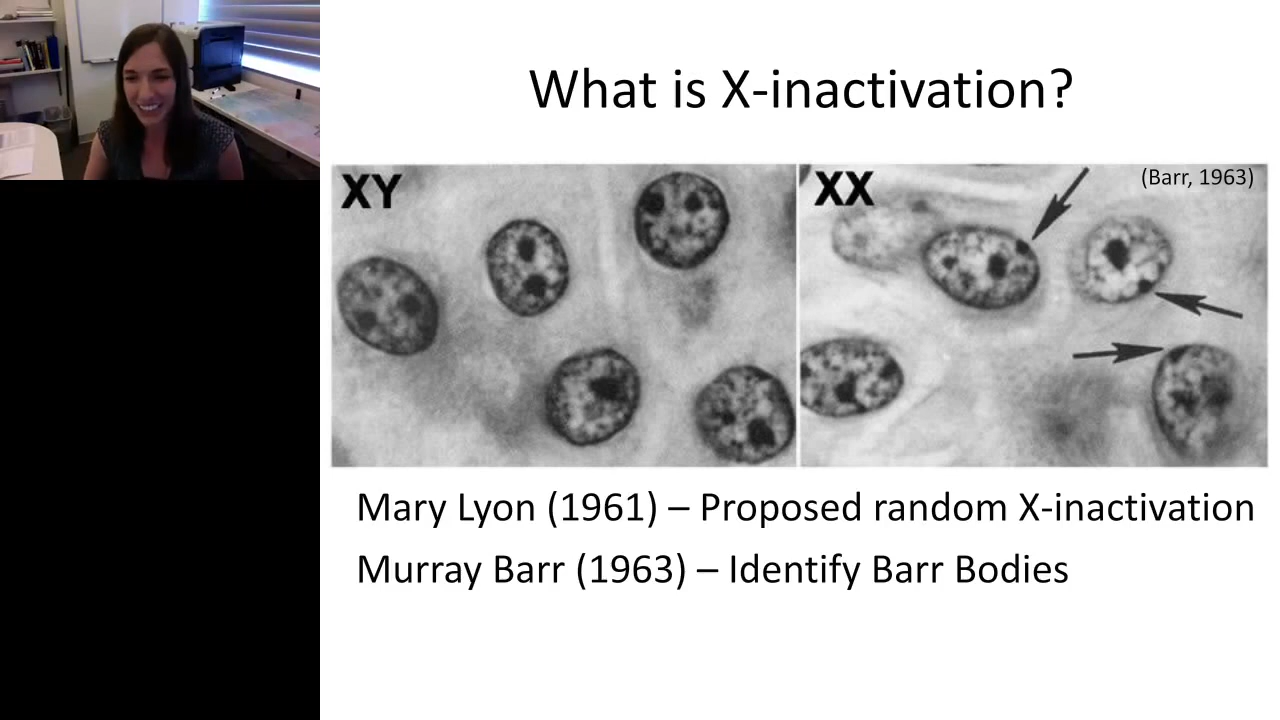 What is X-inactivation?
XY
XX
(Barr, 1963)
Mary Lyon (1961) – Proposed random X-inactivation
Murray Barr (1963) – Identify Barr Bodies